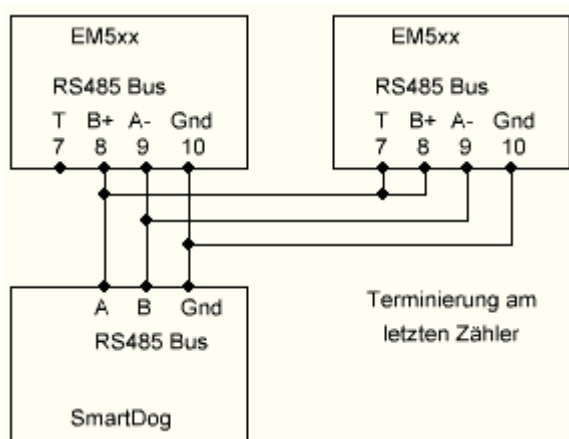 EM5xx
RS485 Bus
T B+ A- Gnd
7 8 9 10
EM5xx
RS485 Bus
T B+ A- Gnd
7 8 9 10
A B Gnd
RS485 Bus
SmartDog
Terminierung am
letzten Zähler